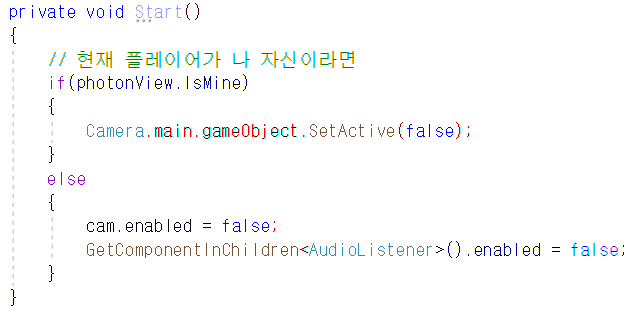 private void Start()
{
// 현재 플레이어가 나 자신이라면
if(photonView.IsMine)
{
Camera.main.gameObject.SetActive(false);
}
else
{
cam.enabled = false;
GetComponentInChildren<AudioListener>().enabled = false;
}
}